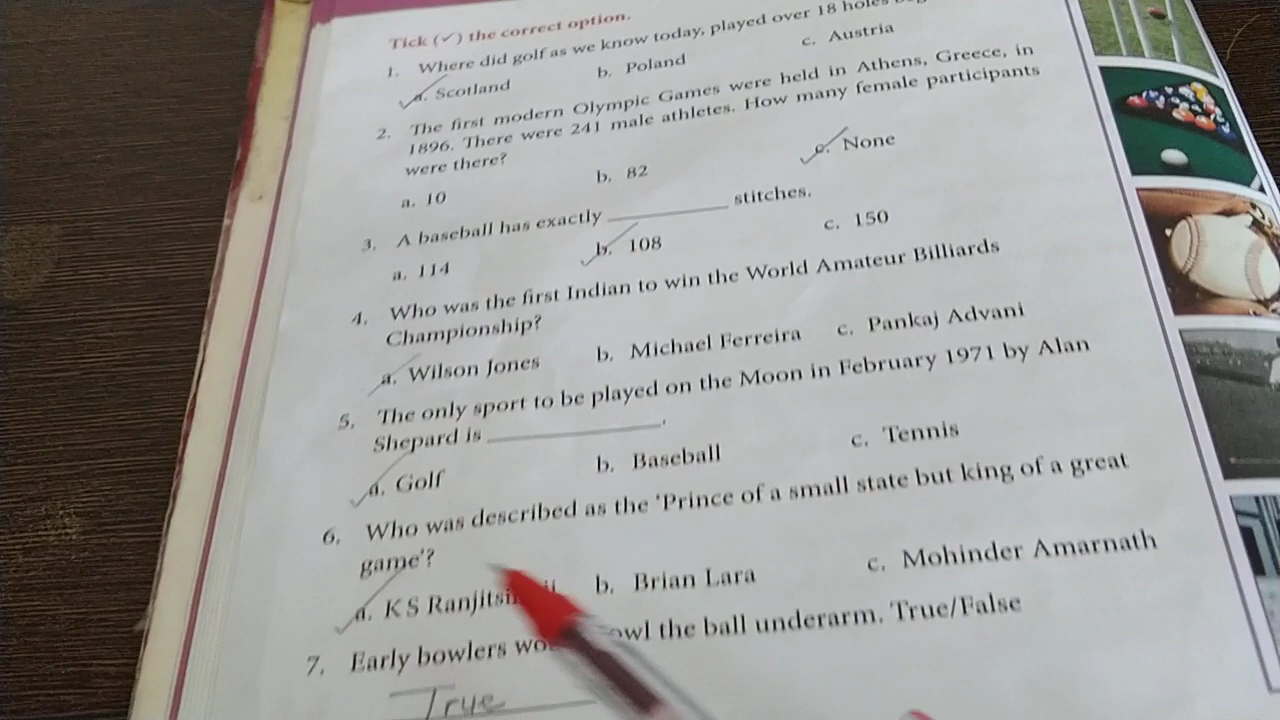 Tick (✓) the correct option.
1. Where did golf as we know today, played over 18 holes
a. Scotland b. Poland c. Austria
2. The first modern Olympic Games were held in Athens, Greece, in
1896. There were 241 male athletes. How many female participants
were there?
a. 10 b. 82 c. None
3. A baseball has exactly __________ stitches.
a. 114 b. 108 c. 150
4. Who was the first Indian to win the World Amateur Billiards
Championship?
a. Wilson Jones b. Michael Ferreira c. Pankaj Advani
5. The only sport to be played on the Moon in February 1971 by Alan
Shepard is __________.
a. Golf b. Baseball c. Tennis
6. Who was described as the 'Prince of a small state but king of a great
game'?
a. K S b. Brian Lara c. Mohinder Amarnath
7. Early bowlers the ball underarm. True/False
True